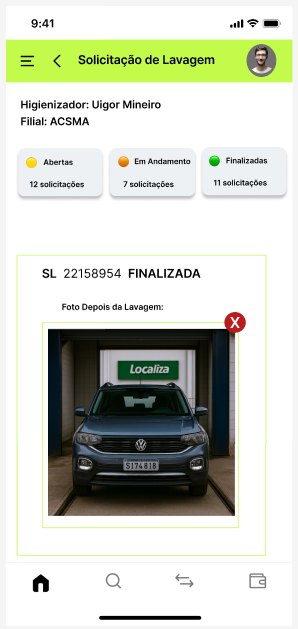 9:41
Solicitação de Lavagem
Higienizador: Uigor Mineiro
Filial: ACSMA
Abertas
12 solicitações
Em Andamento
7 solicitações
Finalizadas
11 solicitações
SL 22158954 FINALIZADA
Foto Depois da Lavagem:
X
Localiza
S174818